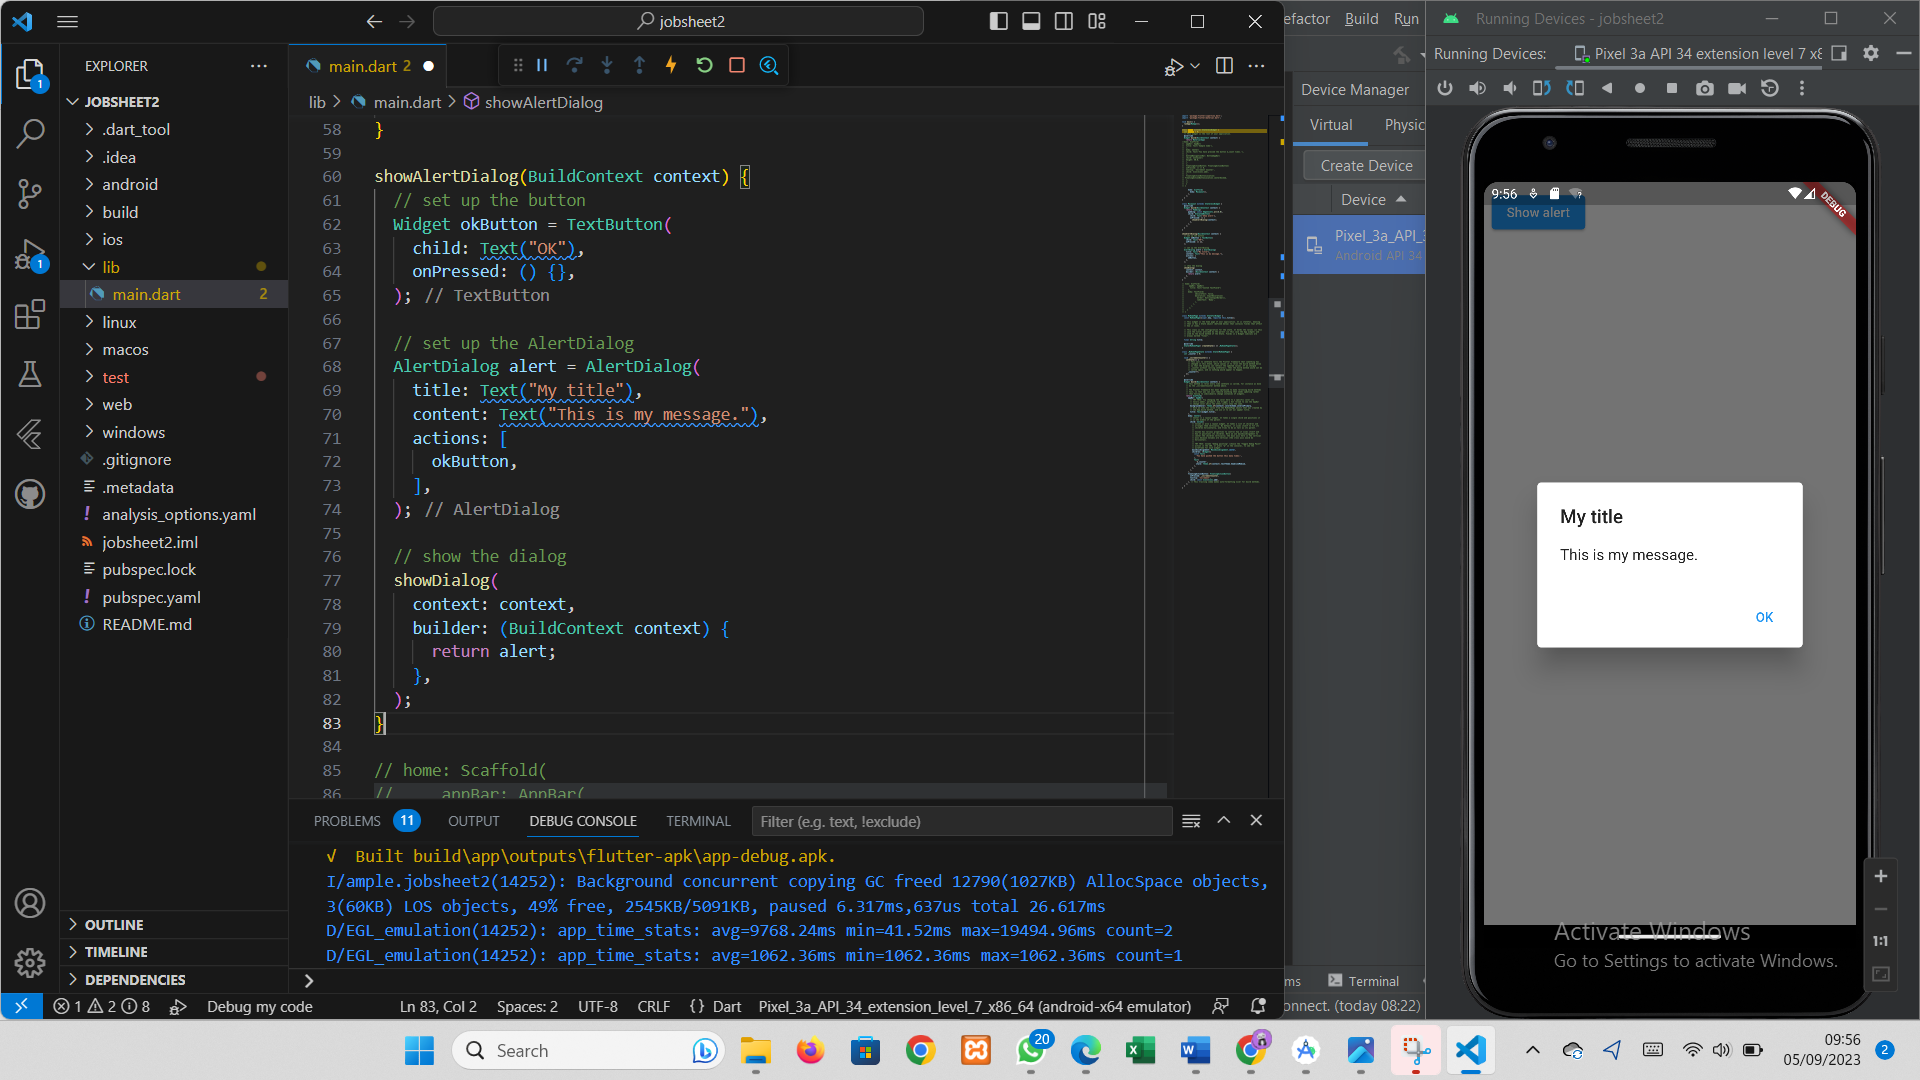 jobsheet2
efactor Build Run
Running Devices - jobsheet2
EXPLORER
main.dart 2
Running Devices:
Pixel 3a API 34 extension level 7 x8
JOBSHEET2
lib > main.dart > showAlertDialog
Device Manager
Virtual
Physic
Create Device
Device
Pixel_3a_API_3
Android API 34
.dart_tool
.idea
android
build
ios
lib
main.dart 2
linux
macos
test
web
windows
.gitignore
.metadata
analysis_options.yaml
jobsheet2.iml
pubspec.lock
pubspec.yaml
README.md
OUTLINE
TIMELINE
DEPENDENCIES
58 }
59
60 showAlertDialog(BuildContext context) {
61 // set up the button
62 Widget okButton = TextButton(
63 child: Text("OK"),
64 onPressed: () {},
65 ); // TextButton
66
67 // set up the AlertDialog
68 AlertDialog alert = AlertDialog(
69 title: Text("My title"),
70 content: Text("This is my message."),
71 actions: [
72 okButton,
73 ],
74 ); // AlertDialog
75
76 // show the dialog
77 showDialog(
78 context: context,
79 builder: (BuildContext context) {
80 return alert;
81 },
82 );
83 }
84
85 // home: Scaffold(
86 // appBar: AppBar(
PROBLEMS 11 OUTPUT DEBUG CONSOLE TERMINAL Filter (e.g. text, !exclude)
√ Built build\app\outputs\flutter-apk\app-debug.apk.
I/ample.jobsheet2(14252): Background concurrent copying GC freed 12790(1027KB) AllocSpace objects,
3(60KB) LOS objects, 49% free, 2545KB/5091KB, paused 6.317ms,637us total 26.617ms
D/EGL_emulation(14252): app_time_stats: avg=9768.24ms min=41.52ms max=19494.96ms count=2
D/EGL_emulation(14252): app_time_stats: avg=1062.36ms min=1062.36ms max=1062.36ms count=1
1 2 8 Debug my code Ln 83, Col 2 Spaces: 2 UTF-8 CRLF {} Dart Pixel_3a_API_34_extension_level_7_x86_64 (android-x64 emulator)
ms Terminal
onnect. (today 08:22)
9:56
DEBUG
Show alert
My title
This is my message.
OK
Activate Windows
Go to Settings to activate Windows.
1:1
Search
20
09:56
05/09/2023
2